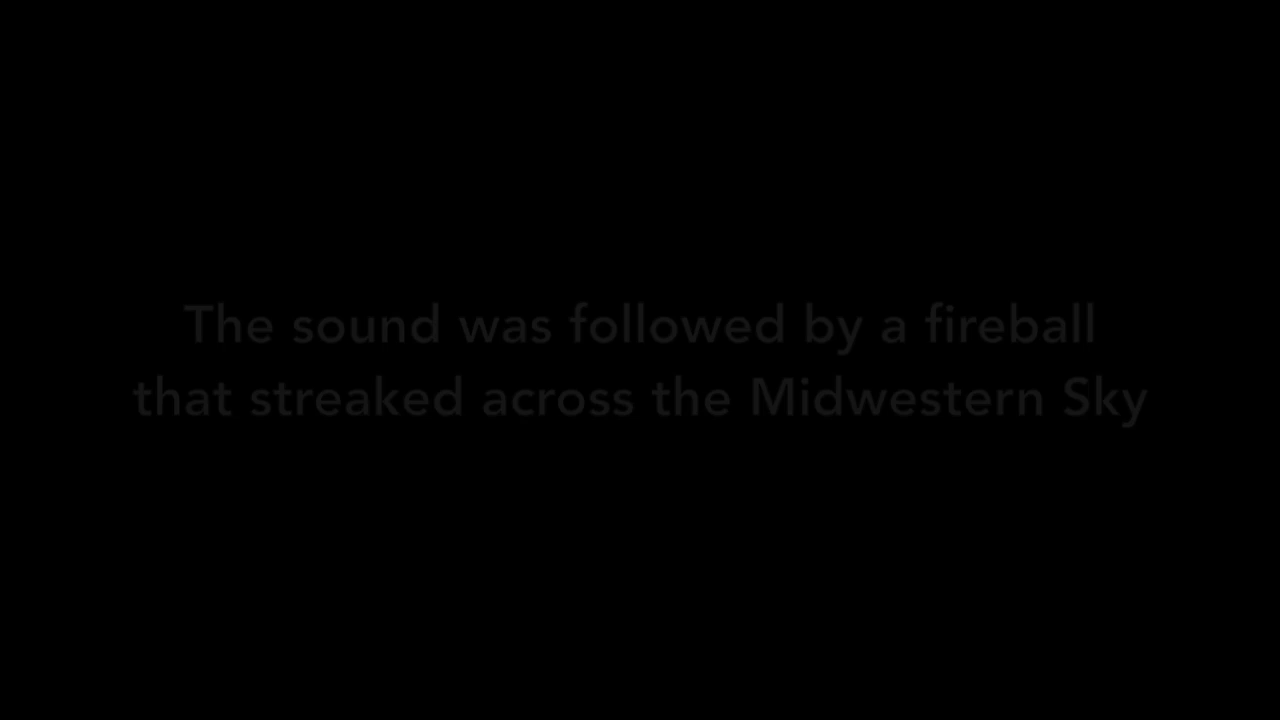 The sound was followed by a fireball
that streaked across the Midwestern Sky